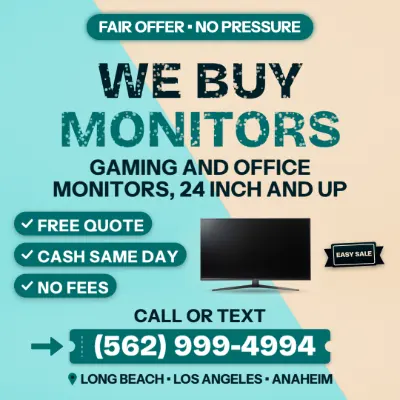 FAIR OFFER • NO PRESSURE
WE BUY
MONITORS
GAMING AND OFFICE
MONITORS, 24 INCH AND UP
FREE QUOTE
CASH SAME DAY
NO FEES
EASY SALE
CALL OR TEXT
(562) 999-4994
LONG BEACH • LOS ANGELES • ANAHEIM